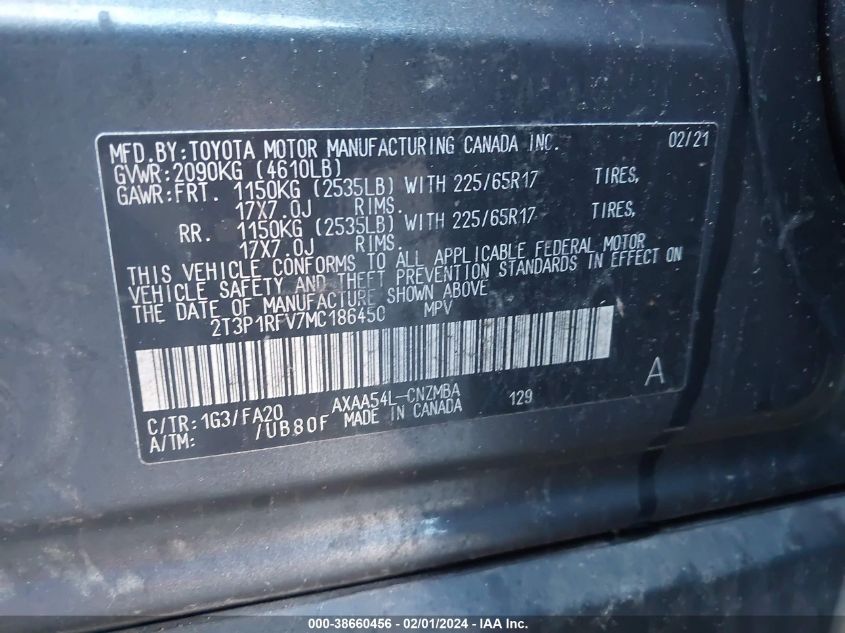 MFD.BY:TOYOTA MOTOR MANUFACTURING CANADA INC. 02/21
GVWR:2090KG (4610LB)
GAWR:FRT. 1150KG (2535LB) WITH 225/65R17 TIRES,
17X7.0J RIMS.
RR. 1150KG (2535LB) WITH 225/65R17 TIRES,
17X7.0J RIMS.
THIS VEHICLE CONFORMS TO ALL APPLICABLE FEDERAL MOTOR
VEHICLE SAFETY AND THEFT PREVENTION STANDARDS IN EFFECT ON
THE DATE OF MANUFACTURE SHOWN ABOVE
2T3P1RFV7MC186450 MPV
A
C/TR:1G3/FA20 AXAA54L-CNZMBA 129
A/TM: /UB80F MADE IN CANADA
000-38660456 - 02/01/2024 - IAA Inc.